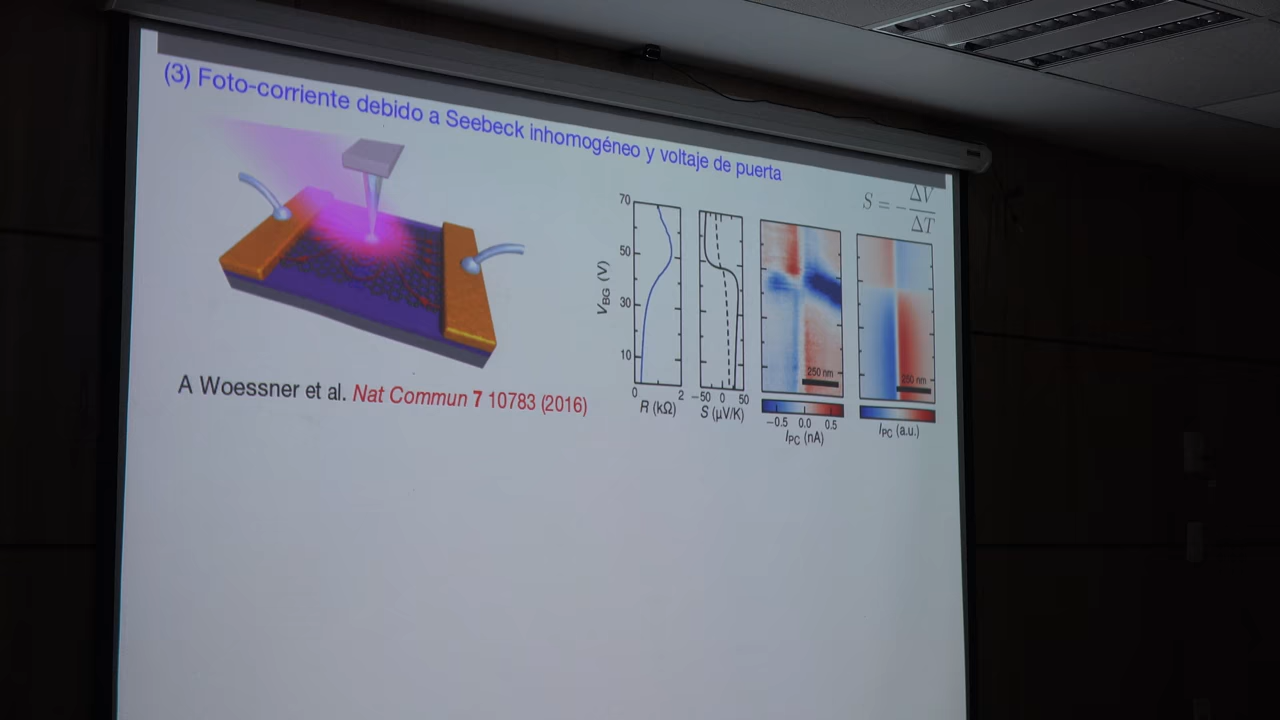 (3) Foto-corriente debido a Seebeck inhomogéneo y voltaje de puerta
S = − ΔV / ΔT
A Woessner et al. Nat Commun 7 10783 (2016)
V_BG (V)
70
50
30
10
0 2
R (kΩ)
−50 0 50
S (μV/K)
250 nm
−0.5 0.0 0.5
I_PC (nA)
250 nm
I_PC (a.u.)